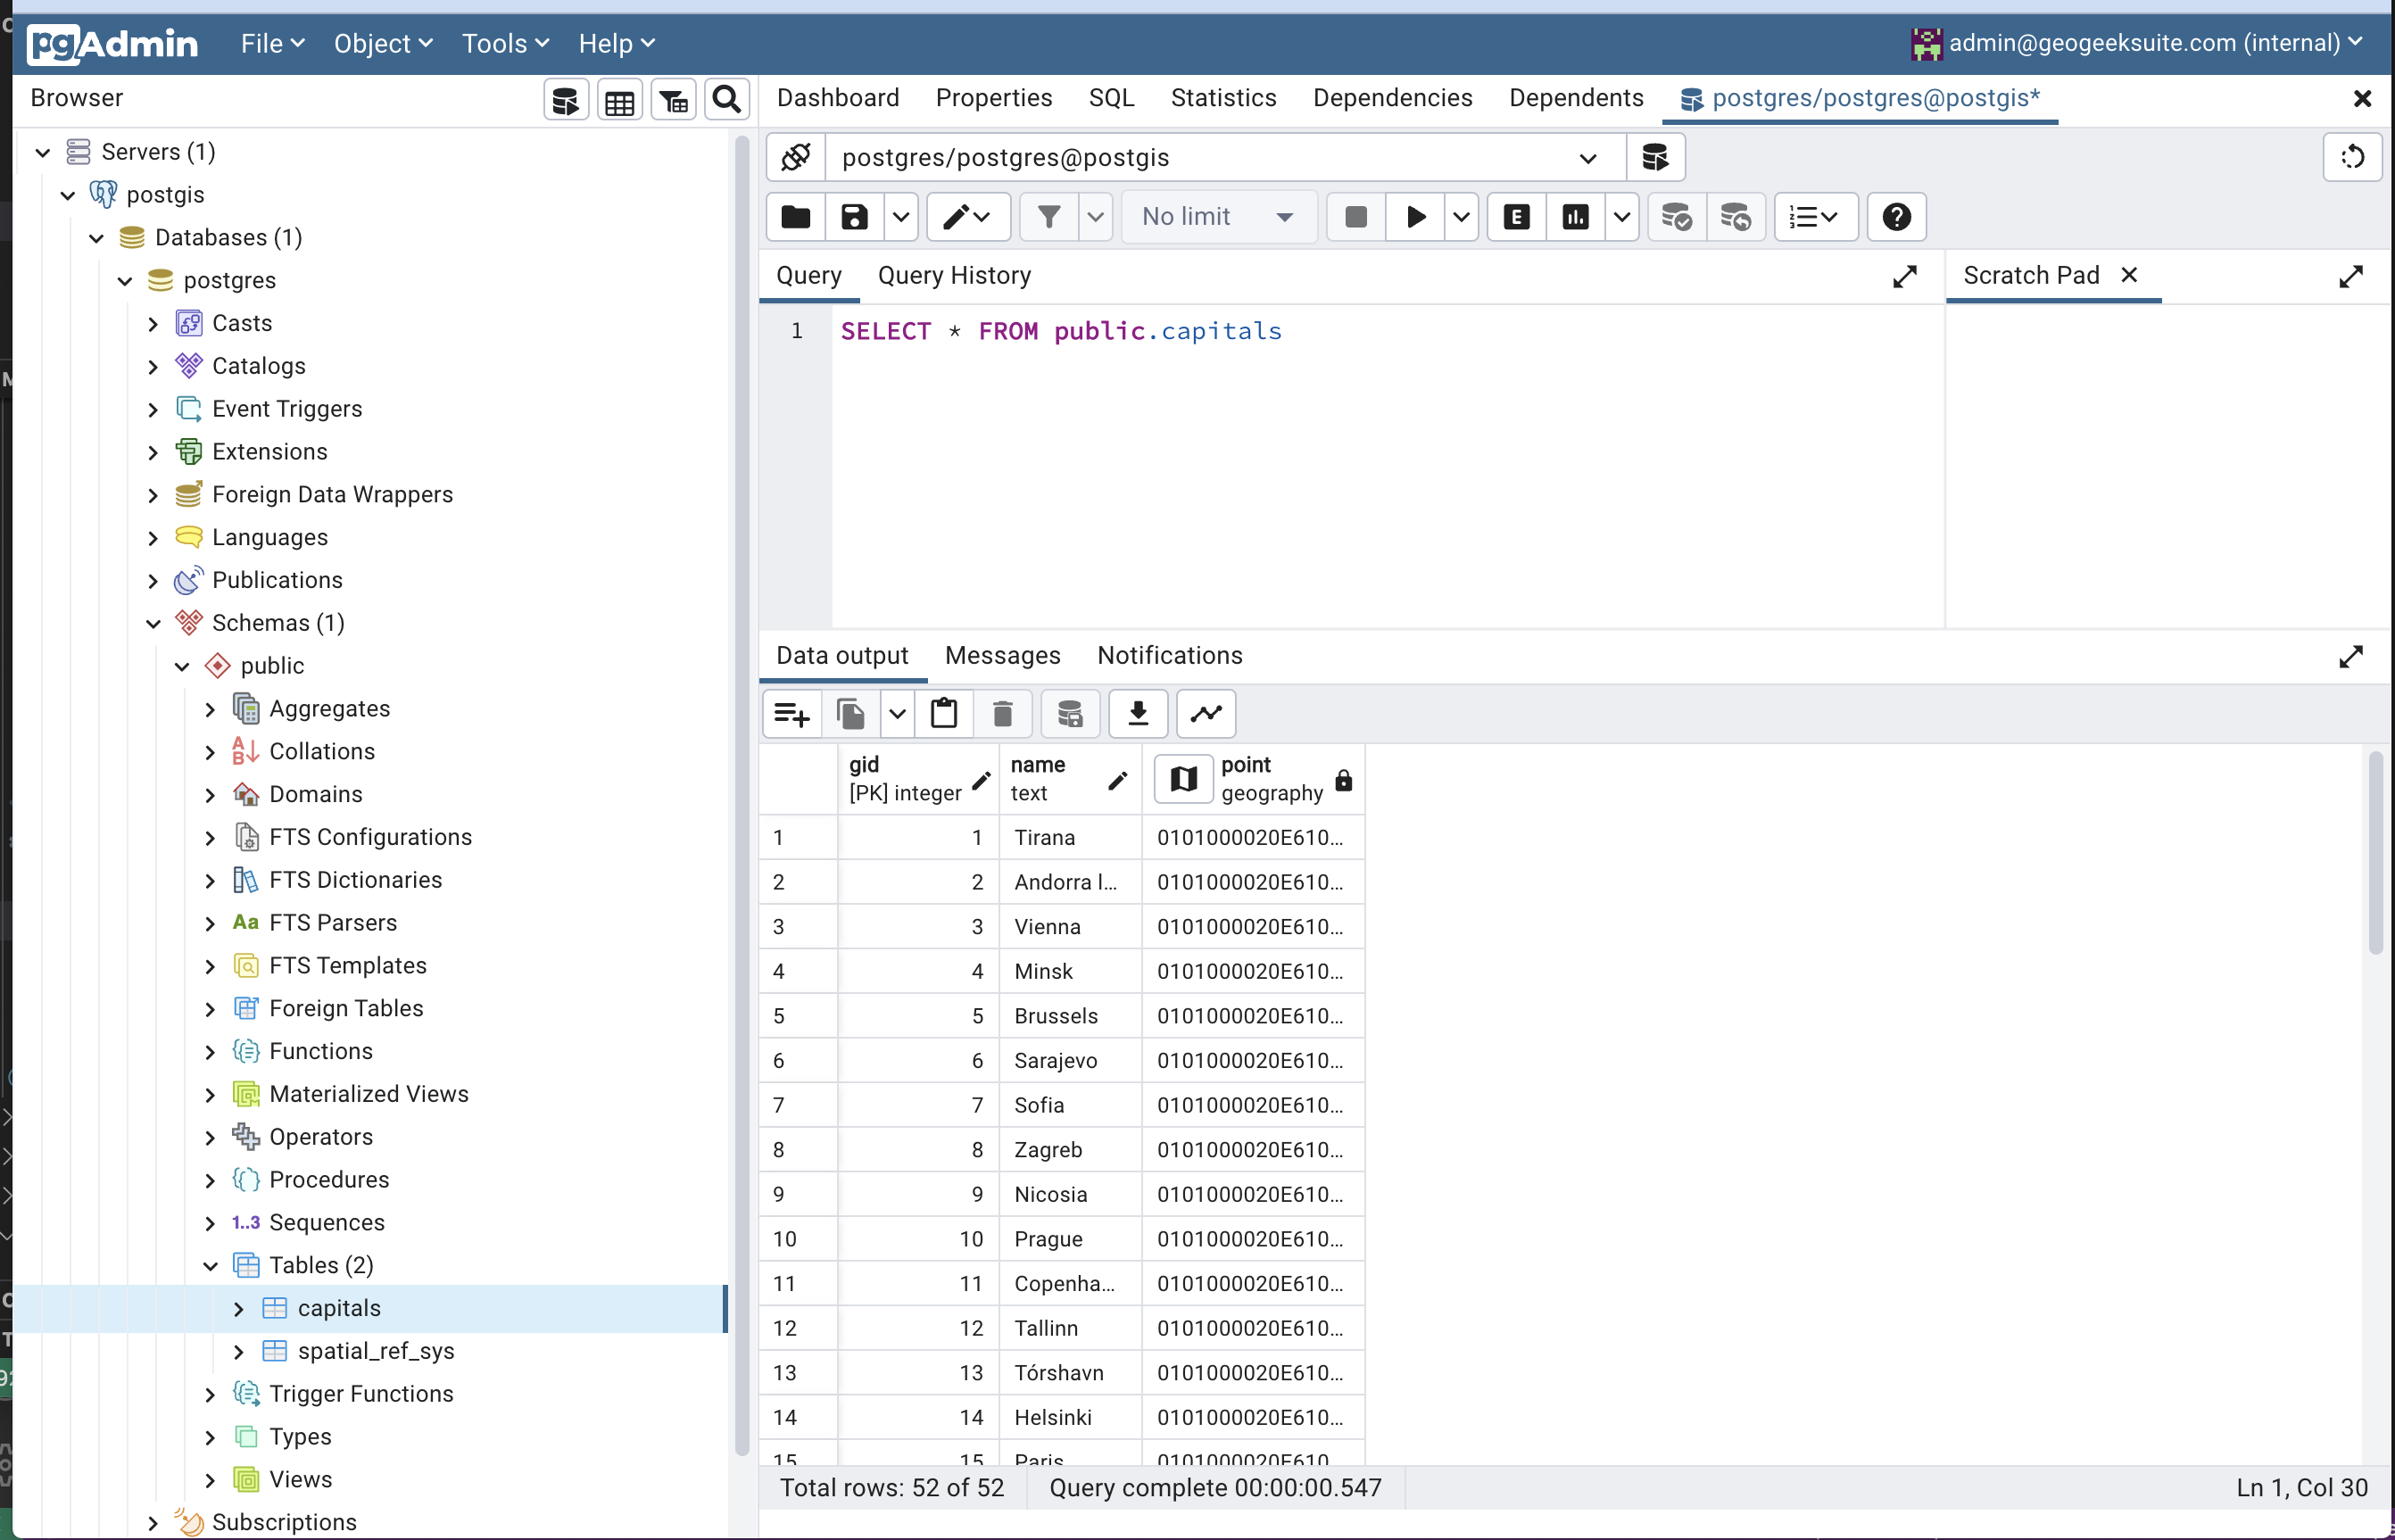 pgAdmin File Object Tools Help admin@geogeeksuite.com (internal)
Browser
Dashboard Properties SQL Statistics Dependencies Dependents postgres/postgres@postgis*
Servers (1)
postgis
Databases (1)
postgres
Casts
Catalogs
Event Triggers
Extensions
Foreign Data Wrappers
Languages
Publications
Schemas (1)
public
Aggregates
Collations
Domains
FTS Configurations
FTS Dictionaries
Aa FTS Parsers
FTS Templates
Foreign Tables
Functions
Materialized Views
Operators
Procedures
1..3 Sequences
Tables (2)
capitals
spatial_ref_sys
Trigger Functions
Types
Views
Subscriptions
postgres/postgres@postgis
No limit E
Query Query History Scratch Pad
1 SELECT * FROM public.capitals
Data output Messages Notifications
gid name point
[PK] integer text geography
1 1 Tirana 0101000020E610...
2 2 Andorra l... 0101000020E610...
3 3 Vienna 0101000020E610...
4 4 Minsk 0101000020E610...
5 5 Brussels 0101000020E610...
6 6 Sarajevo 0101000020E610...
7 7 Sofia 0101000020E610...
8 8 Zagreb 0101000020E610...
9 9 Nicosia 0101000020E610...
10 10 Prague 0101000020E610...
11 11 Copenha... 0101000020E610...
12 12 Tallinn 0101000020E610...
13 13 Tórshavn 0101000020E610...
14 14 Helsinki 0101000020E610...
15 15 Paris 0101000020E610...
Total rows: 52 of 52 Query complete 00:00:00.547 Ln 1, Col 30